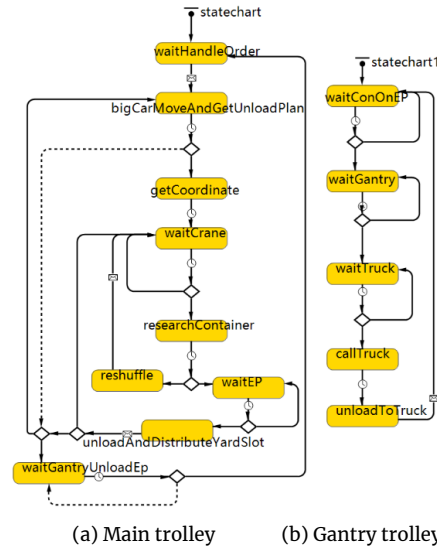 statechart
waitHandleOrder
bigCarMoveAndGetUnloadPlan
getCoordinate
waitCrane
researchContainer
reshuffle
waitEP
unloadAndDistributeYardSlot
waitGantryUnloadEp
(a) Main trolley
statechart1
waitConOnEP
waitGantry
waitTruck
callTruck
unloadToTruck
(b) Gantry trolley